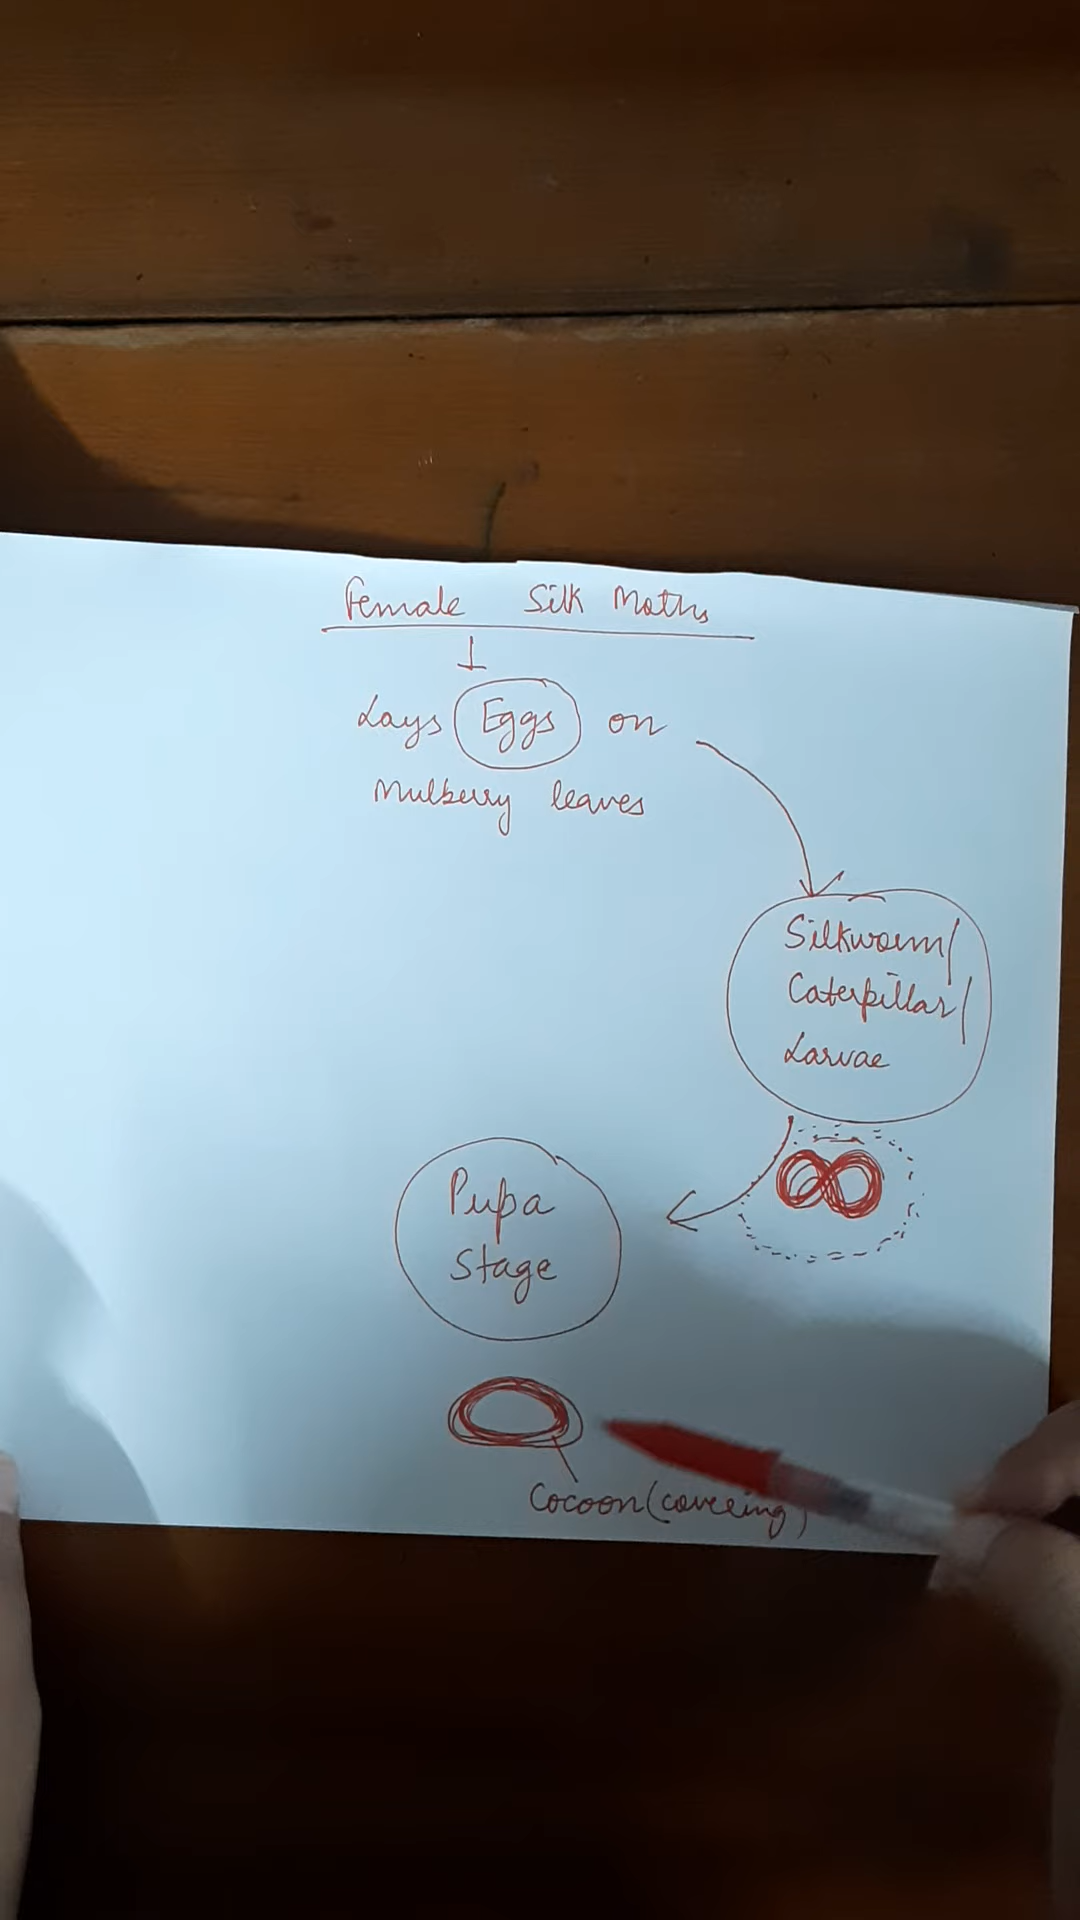 Female Silk Moths
Lays Eggs on
Mulberry leaves
Silkworm/
Caterpillar/
Larvae
Pupa
Stage
Cocoon (covering)